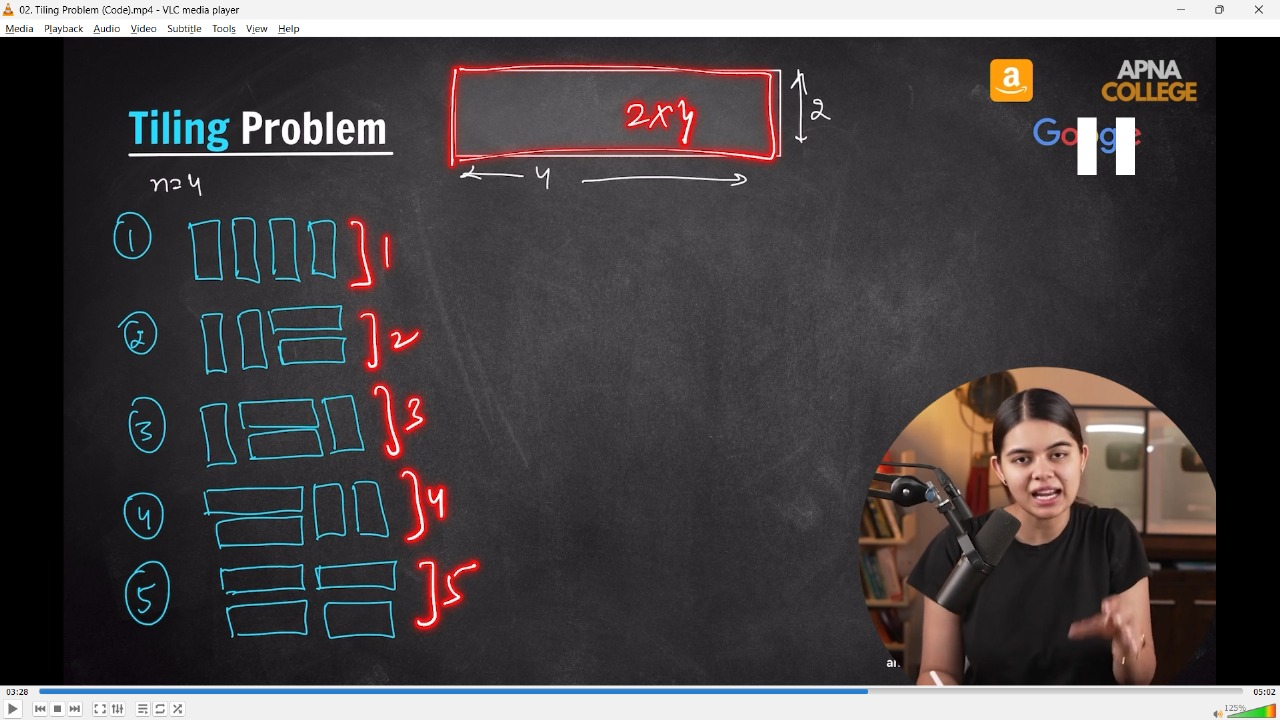 02. Tiling Problem (Code).mp4 - VLC media player
Media Playback Audio Video Subtitle Tools View Help
a
APNA
COLLEGE
Google
Tiling Problem
2x4
2
4
n=4
1
1
2
2
3
3
4
4
5
5
03:28
05:02
125%